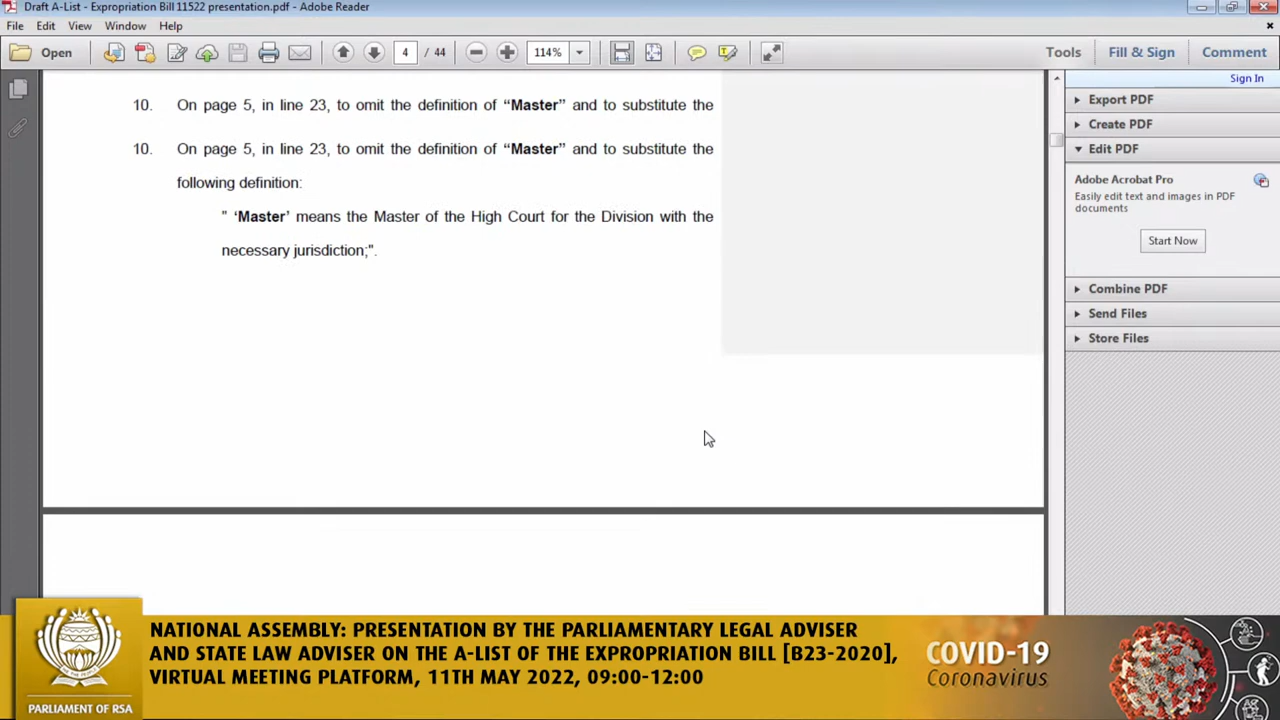 Draft A-List - Expropriation Bill 11522 presentation.pdf - Adobe Reader
File Edit View Window Help
Open 4 / 44 114% Tools Fill & Sign Comment
Sign In
10. On page 5, in line 23, to omit the definition of “Master” and to substitute the
10. On page 5, in line 23, to omit the definition of “Master” and to substitute the
following definition:
" ‘Master’ means the Master of the High Court for the Division with the
necessary jurisdiction;".
Export PDF
Create PDF
Edit PDF
Adobe Acrobat Pro
Easily edit text and images in PDF
documents
Start Now
Combine PDF
Send Files
Store Files
NATIONAL ASSEMBLY: PRESENTATION BY THE PARLIAMENTARY LEGAL ADVISER
AND STATE LAW ADVISER ON THE A-LIST OF THE EXPROPRIATION BILL [B23-2020],
VIRTUAL MEETING PLATFORM, 11TH MAY 2022, 09:00-12:00
PARLIAMENT OF RSA
COVID-19
Coronavirus